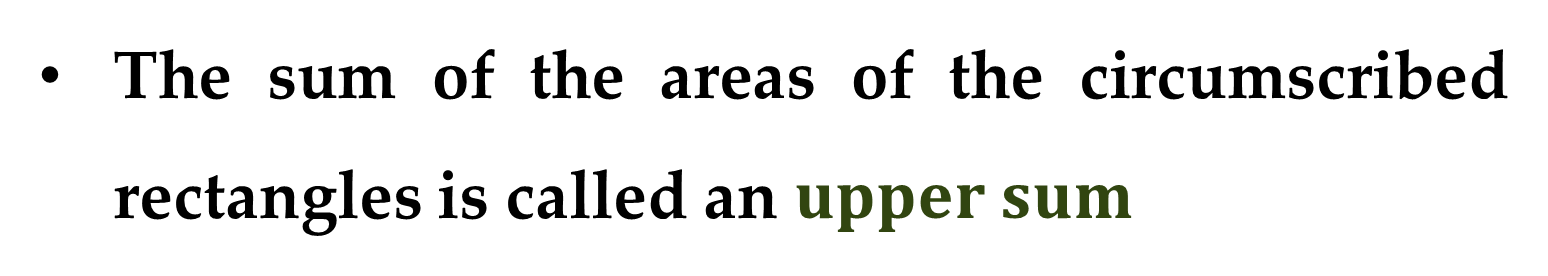 • The sum of the areas of the circumscribed
rectangles is called an upper sum